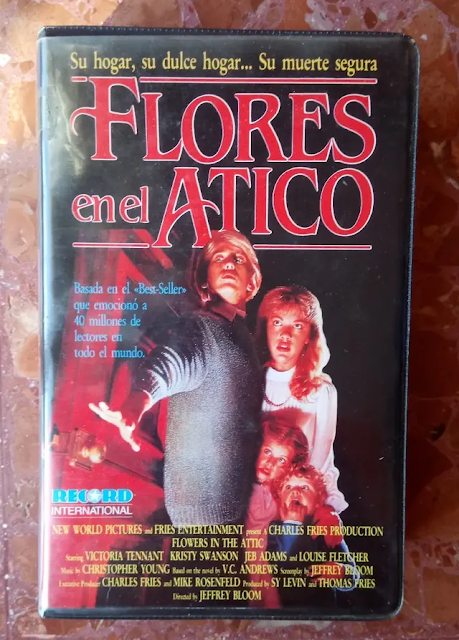 Su hogar, su dulce hogar... Su muerte segura
FLORES
en el ATICO
Basada en el «Best-Seller»
que emocionó a
40 millones de
lectores en
todo el mundo.
RECORD
INTERNATIONAL
NEW WORLD PICTURES and FRIES ENTERTAINMENT present A CHARLES FRIES PRODUCTION
FLOWERS IN THE ATTIC
Starring VICTORIA TENNANT KRISTY SWANSON JEB ADAMS and LOUISE FLETCHER
Music by CHRISTOPHER YOUNG Based on the novel by V.C. ANDREWS Screenplay by JEFFREY BLOOM
Executive Producer CHARLES FRIES and MIKE ROSENFELD Produced by SY LEVIN and THOMAS FRIES
Directed by JEFFREY BLOOM